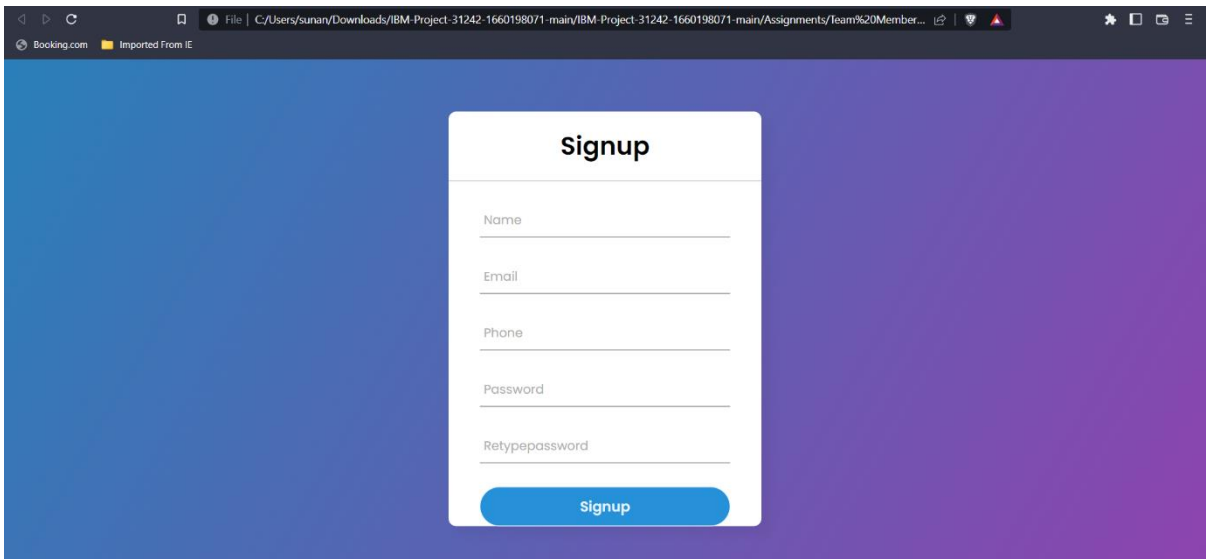 File | C:/Users/sunan/Downloads/IBM-Project-31242-1660198071-main/IBM-Project-31242-1660198071-main/Assignments/Team%20Member...
Booking.com Imported From IE
Signup
Name
Email
Phone
Password
Retypepassword
Signup